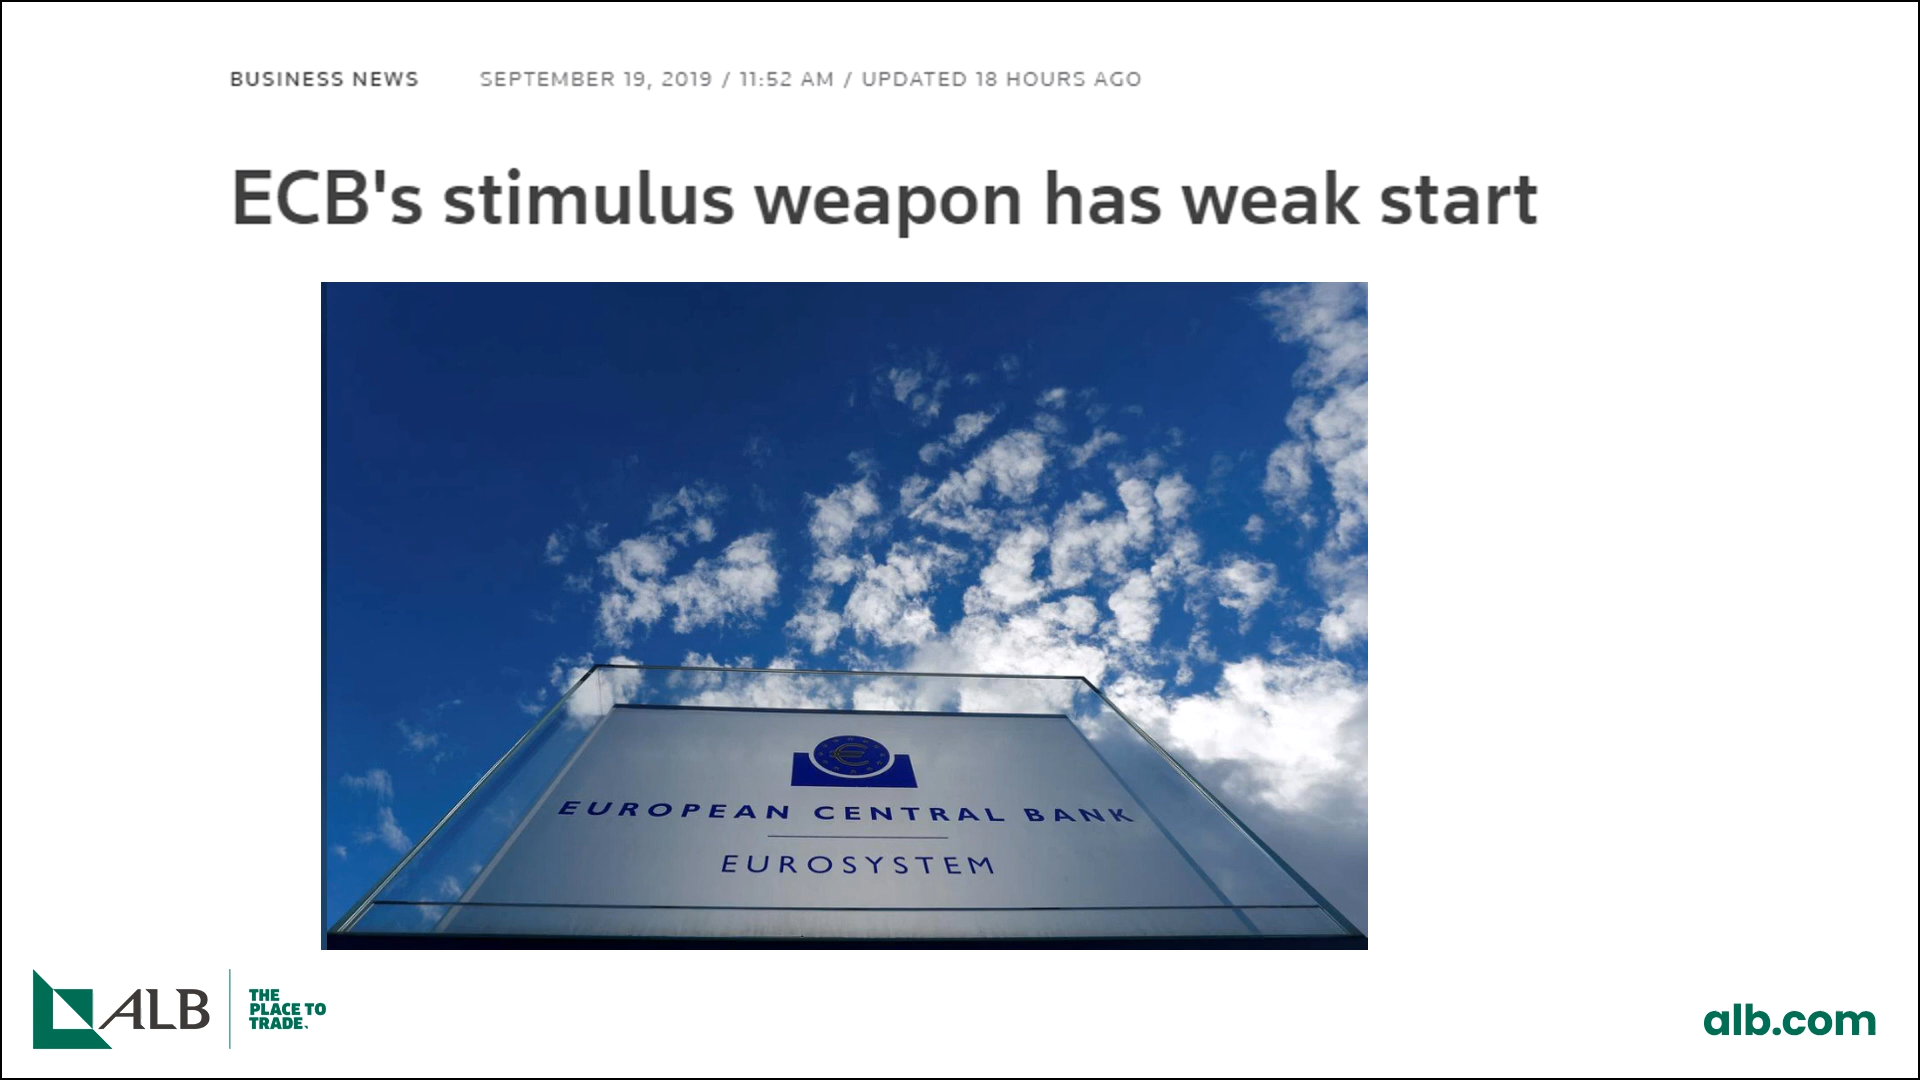 BUSINESS NEWS SEPTEMBER 19, 2019 / 11:52 AM / UPDATED 18 HOURS AGO
ECB's stimulus weapon has weak start
€
EUROPEAN CENTRAL BANK
EUROSYSTEM
ALB
THE
PLACE TO
TRADE.
alb.com